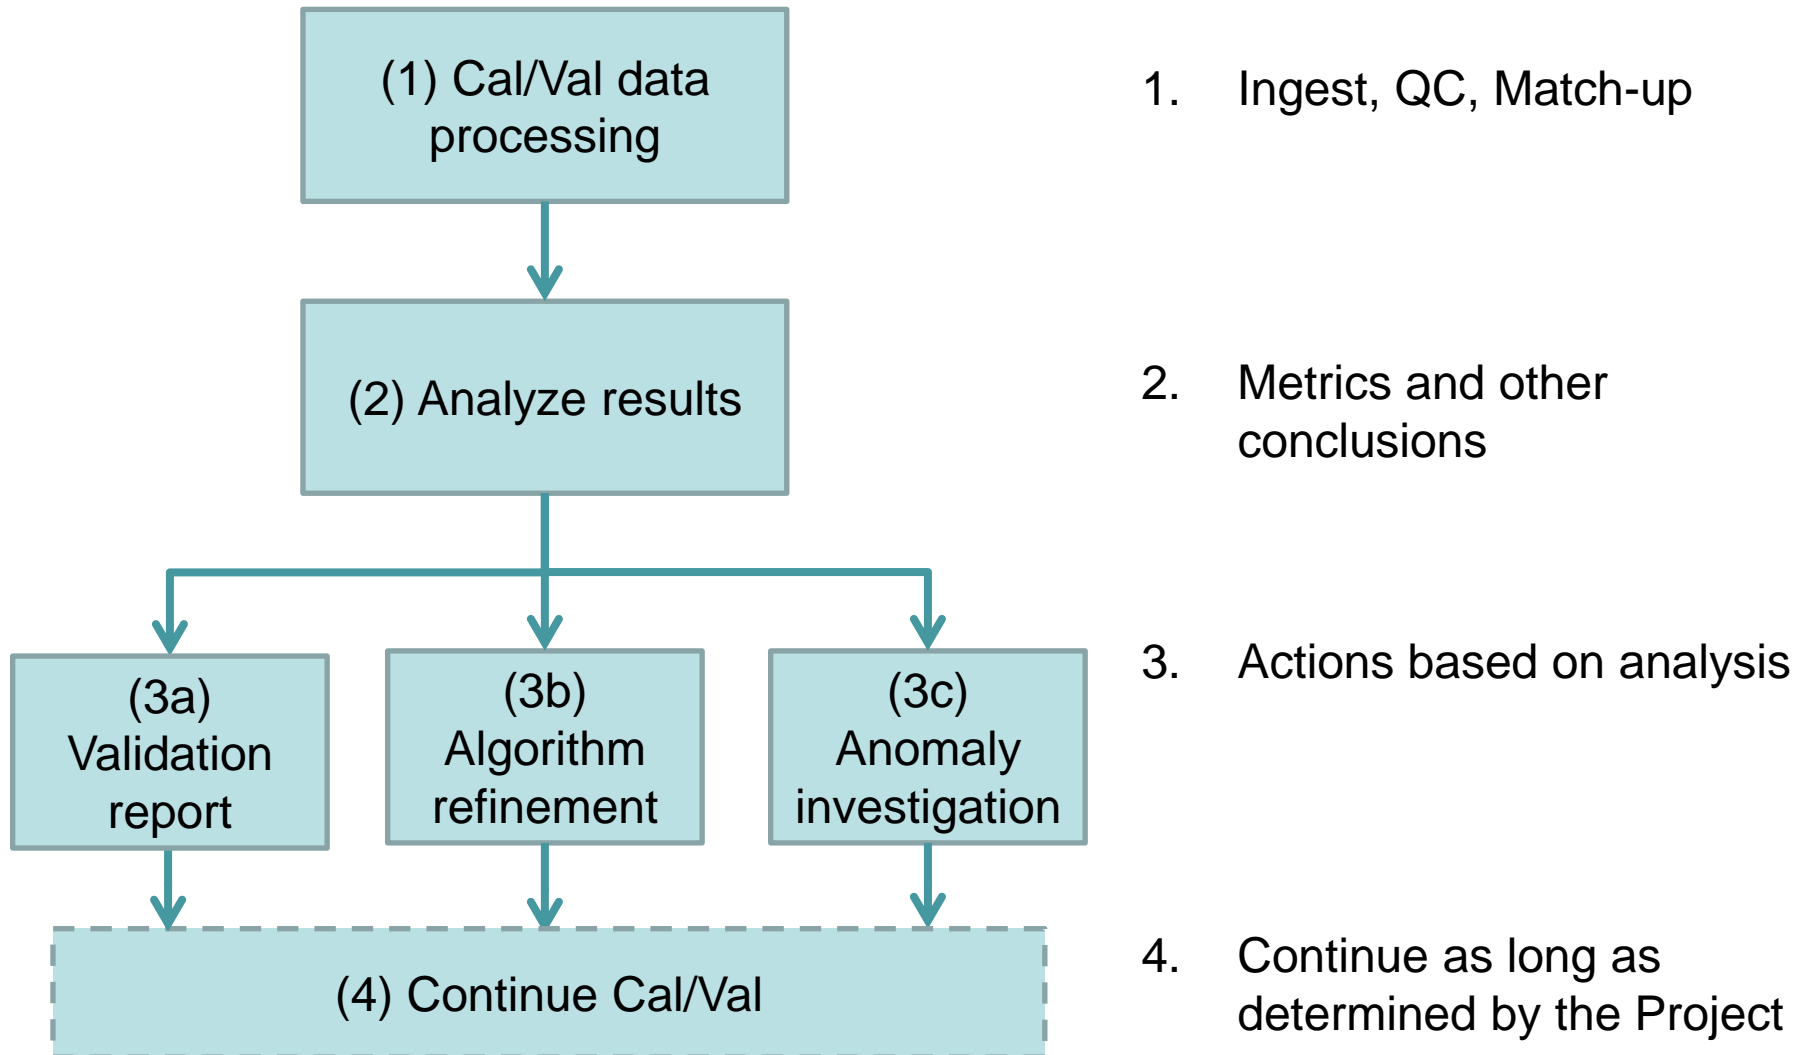 (1) Cal/Val data
processing
1. Ingest, QC, Match-up
(2) Analyze results
2. Metrics and other
conclusions
(3a)
Validation
report
(3b)
Algorithm
refinement
(3c)
Anomaly
investigation
3. Actions based on analysis
(4) Continue Cal/Val
4. Continue as long as
determined by the Project